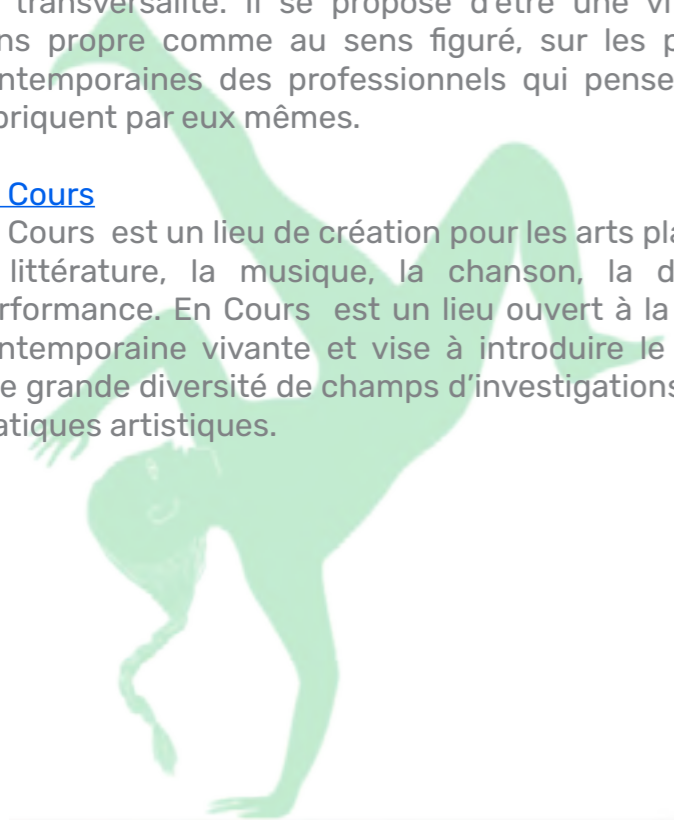 transversalité. Il se propose d'être une vi
ns propre comme au sens figuré, sur les p
ntemporaines des professionnels qui pense
briquent par eux mêmes.
Cours
Cours est un lieu de création pour les arts pla
littérature, la musique, la chanson, la d
rformance. En Cours est un lieu ouvert à la
ntemporaine vivante et vise à introduire le
e grande diversité de champs d’investigations
atiques artistiques.